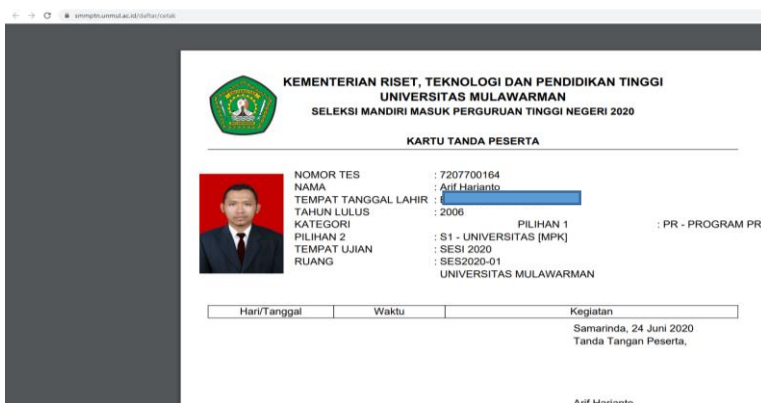 smmptn.unmul.ac.id/daftar/cetak
KEMENTERIAN RISET, TEKNOLOGI DAN PENDIDIKAN TINGGI
UNIVERSITAS MULAWARMAN
SELEKSI MANDIRI MASUK PERGURUAN TINGGI NEGERI 2020
KARTU TANDA PESERTA
NOMOR TES : 7207700164
NAMA : Arif Harianto
TEMPAT TANGGAL LAHIR :
TAHUN LULUS : 2006
KATEGORI PILIHAN 1 : PR - PROGRAM PR
PILIHAN 2 : S1 - UNIVERSITAS [MPK]
TEMPAT UJIAN : SESI 2020
RUANG : SES2020-01
UNIVERSITAS MULAWARMAN
Hari/Tanggal Waktu Kegiatan
Samarinda, 24 Juni 2020
Tanda Tangan Peserta,
Arif Harianto